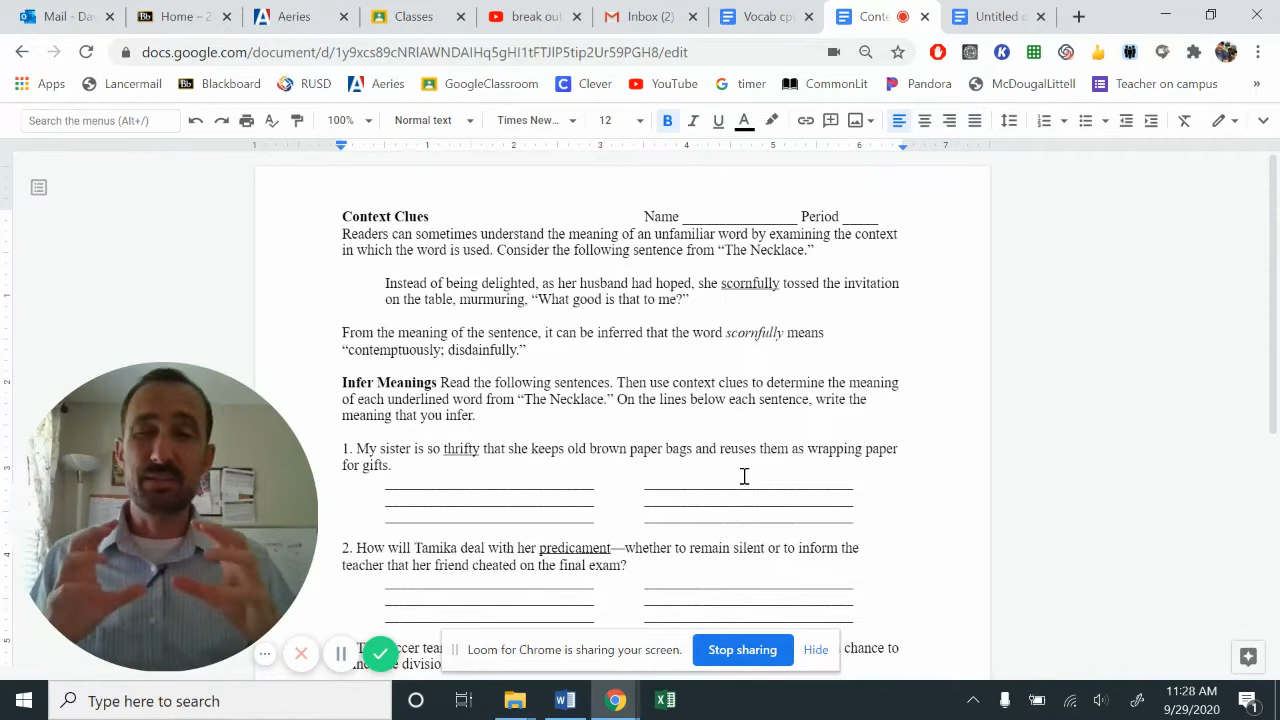 Mail - Da
Home - 2
Aeries
Classes
break out
Inbox (2)
Vocab cp
Conte
Untitled d
docs.google.com/document/d/1y9xcs89cNRIAWNDAIHq5gHI1tFTJIP5tip2Ur59PGH8/edit
Apps
Lancermail
Blackboard
RUSD
Aeries
GoogleClassroom
Clever
YouTube
timer
CommonLit
Pandora
McDougalLittell
Teacher on campus
Search the menus (Alt+/)
100%
Normal text
Times New...
12
1 1 2 3 4 5 6 7
Context Clues Name ________________ Period _____
Readers can sometimes understand the meaning of an unfamiliar word by examining the context
in which the word is used. Consider the following sentence from “The Necklace.”
Instead of being delighted, as her husband had hoped, she scornfully tossed the invitation
on the table, murmuring, “What good is that to me?”
From the meaning of the sentence, it can be inferred that the word scornfully means
“contemptuously; disdainfully.”
Infer Meanings Read the following sentences. Then use context clues to determine the meaning
of each underlined word from “The Necklace.” On the lines below each sentence, write the
meaning that you infer.
1. My sister is so thrifty that she keeps old brown paper bags and reuses them as wrapping paper
for gifts.
2. How will Tamika deal with her predicament—whether to remain silent or to inform the
teacher that her friend cheated on the final exam?
chance to
Loom for Chrome is sharing your screen.
Stop sharing
Hide
Type here to search
11:28 AM
9/29/2020